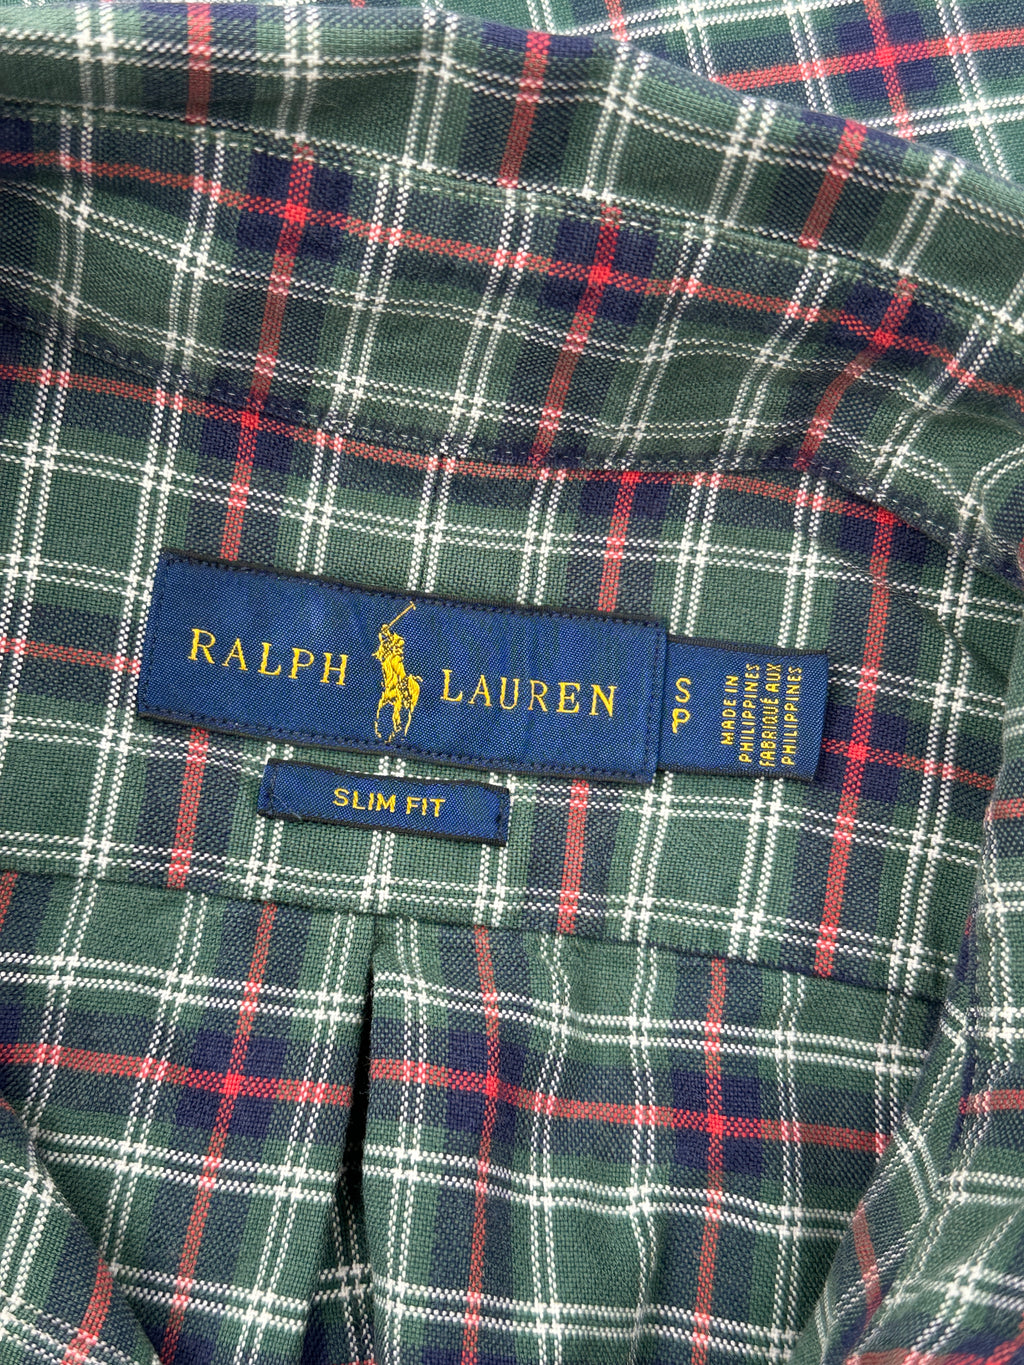 RALPH LAUREN
S
P
MADE IN
PHILIPPINES
FABRIQUÉ AUX
PHILIPPINES
SLIM FIT